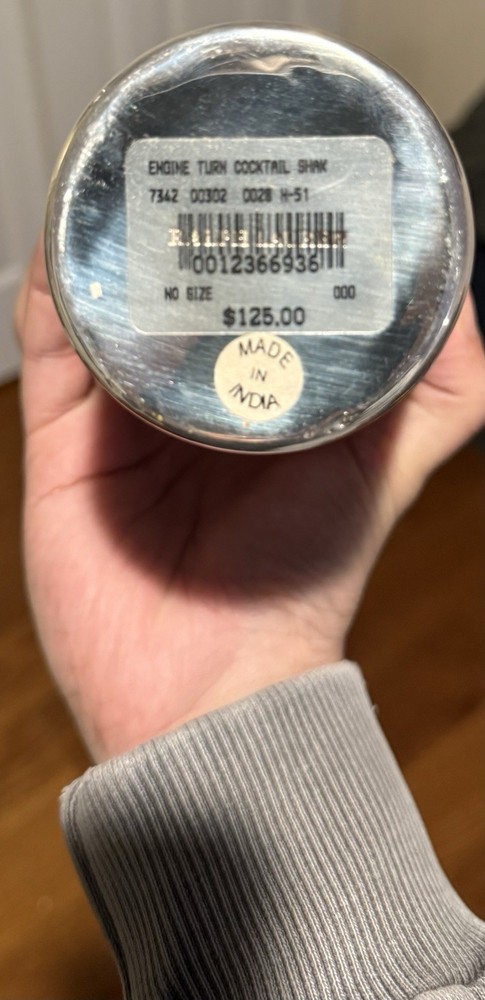 ENGINE TURN COCKTAIL SHAK
7342 00302 0028 H-51
RALPH LAUREN
0012366936
NO SIZE 000
$125.00
MADE
IN
INDIA